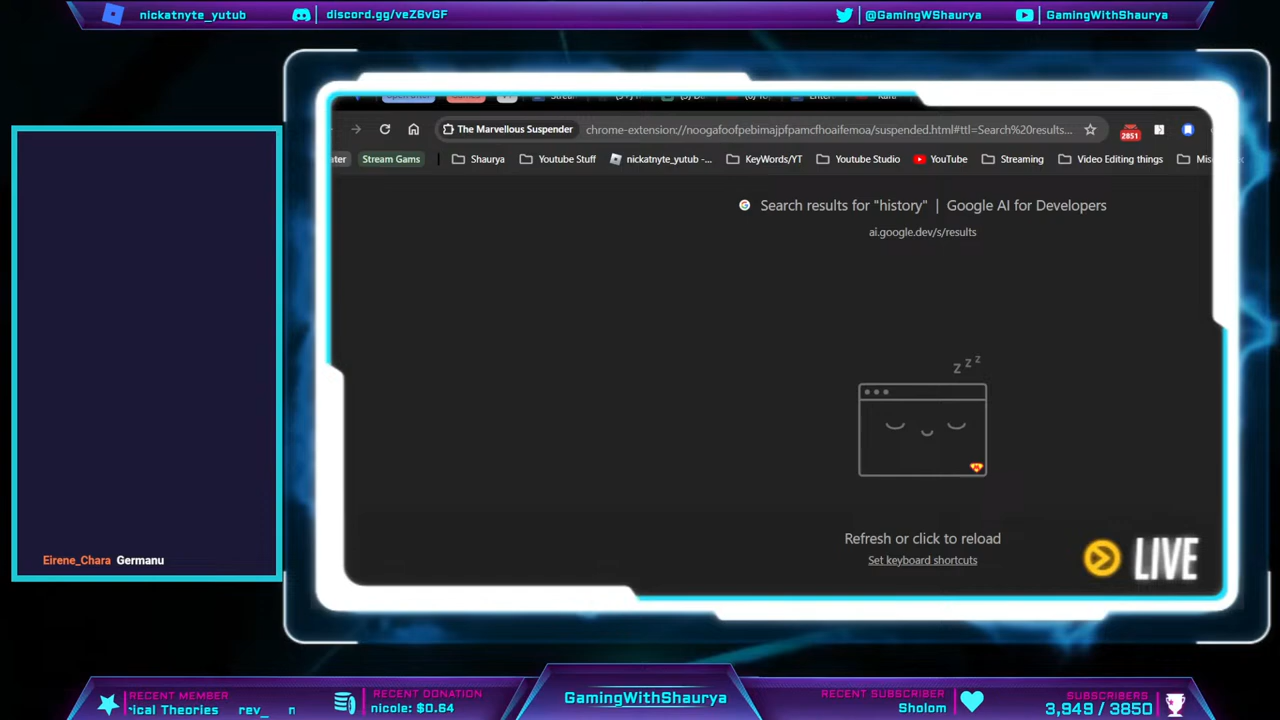 nickatnyte_yutub
discord.gg/veZ6vGF
@GamingWShaurya
GamingWithShaurya
The Marvellous Suspender
chrome-extension://noogafoofpebimajpfpamcfhoaifemoa/suspended.html#ttl=Search%20results...
2851
Stream Gams
Shaurya
Youtube Stuff
nickatnyte_yutub -...
KeyWords/YT
Youtube Studio
YouTube
Streaming
Video Editing things
Search results for "history" | Google AI for Developers
ai.google.dev/s/results
z z z
Refresh or click to reload
Set keyboard shortcuts
LIVE
Eirene_Chara Germanu
RECENT MEMBER
ical Theories rev_ n
RECENT DONATION
nicole: $0.64
GamingWithShaurya
RECENT SUBSCRIBER
Sholom
SUBSCRIBERS
3,949 / 3850